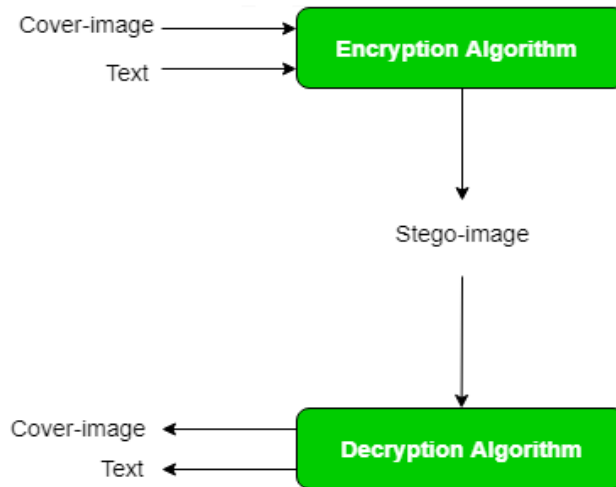 Cover-image
Encryption Algorithm
Text
Stego-image
Cover-image
Decryption Algorithm
Text